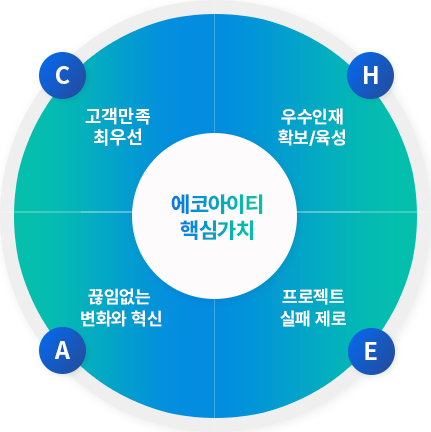 C
고객만족
최우선
H
우수인재
확보/육성
에코아이티
핵심가치
A
끊임없는
변화와 혁신
E
프로젝트
실패 제로